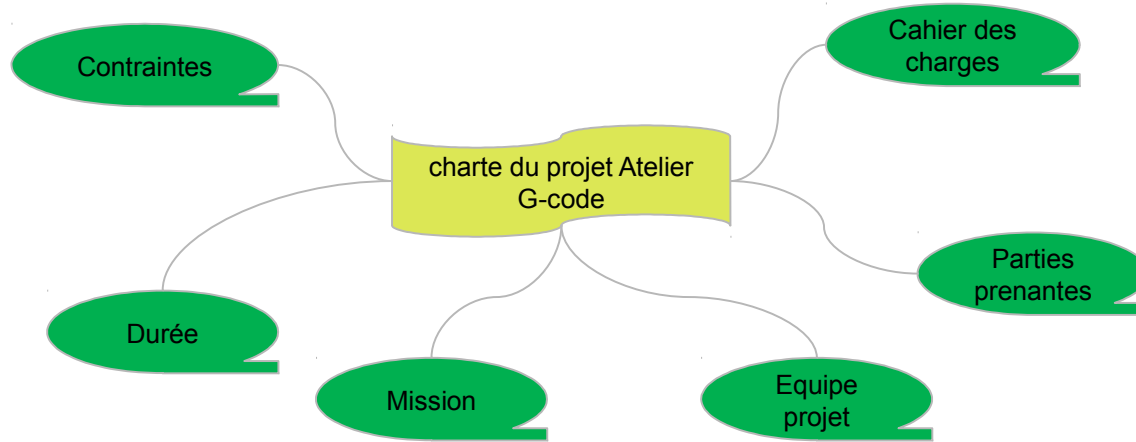 Contraintes
Cahier des
charges
charte du projet Atelier
G-code
Parties
prenantes
Durée
Mission
Equipe
projet